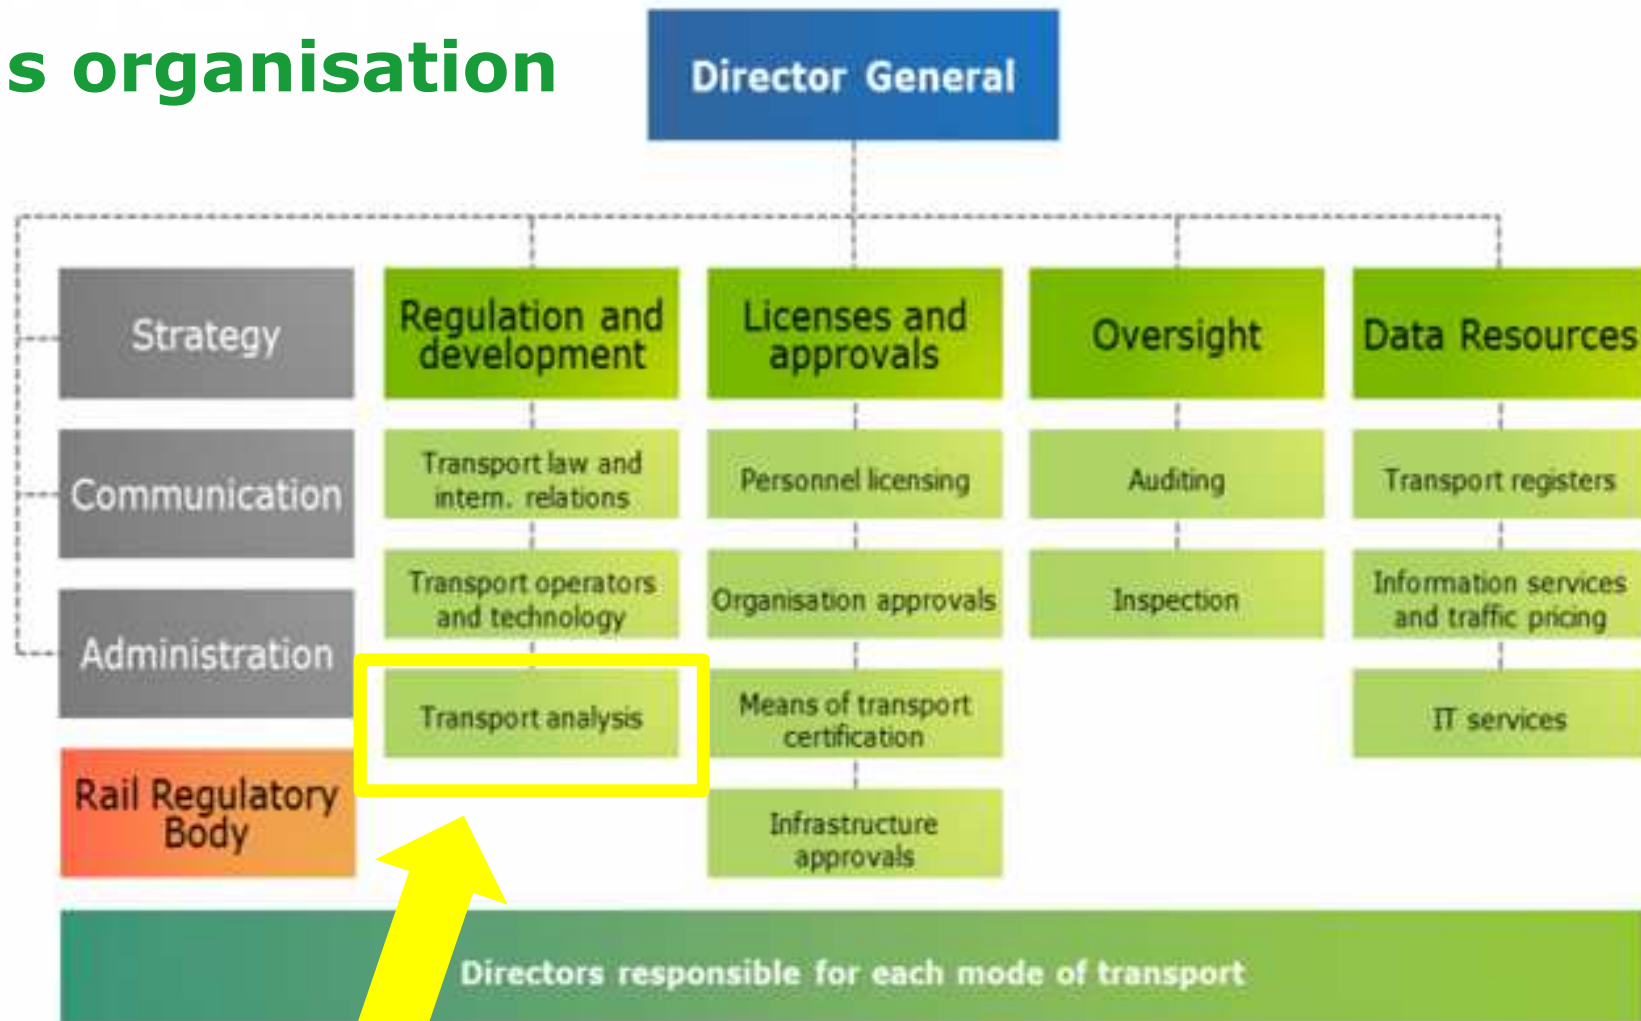 s organisation
Director General
Strategy
Communication
Administration
Rail Regulatory
Body
Regulation and
development
Transport law and
intern. relations
Transport operators
and technology
Transport analysis
Licenses and
approvals
Personnel licensing
Organisation approvals
Means of transport
certification
Infrastructure
approvals
Oversight
Auditing
Inspection
Data Resources
Transport registers
Information services
and traffic pricing
IT services
Directors responsible for each mode of transport